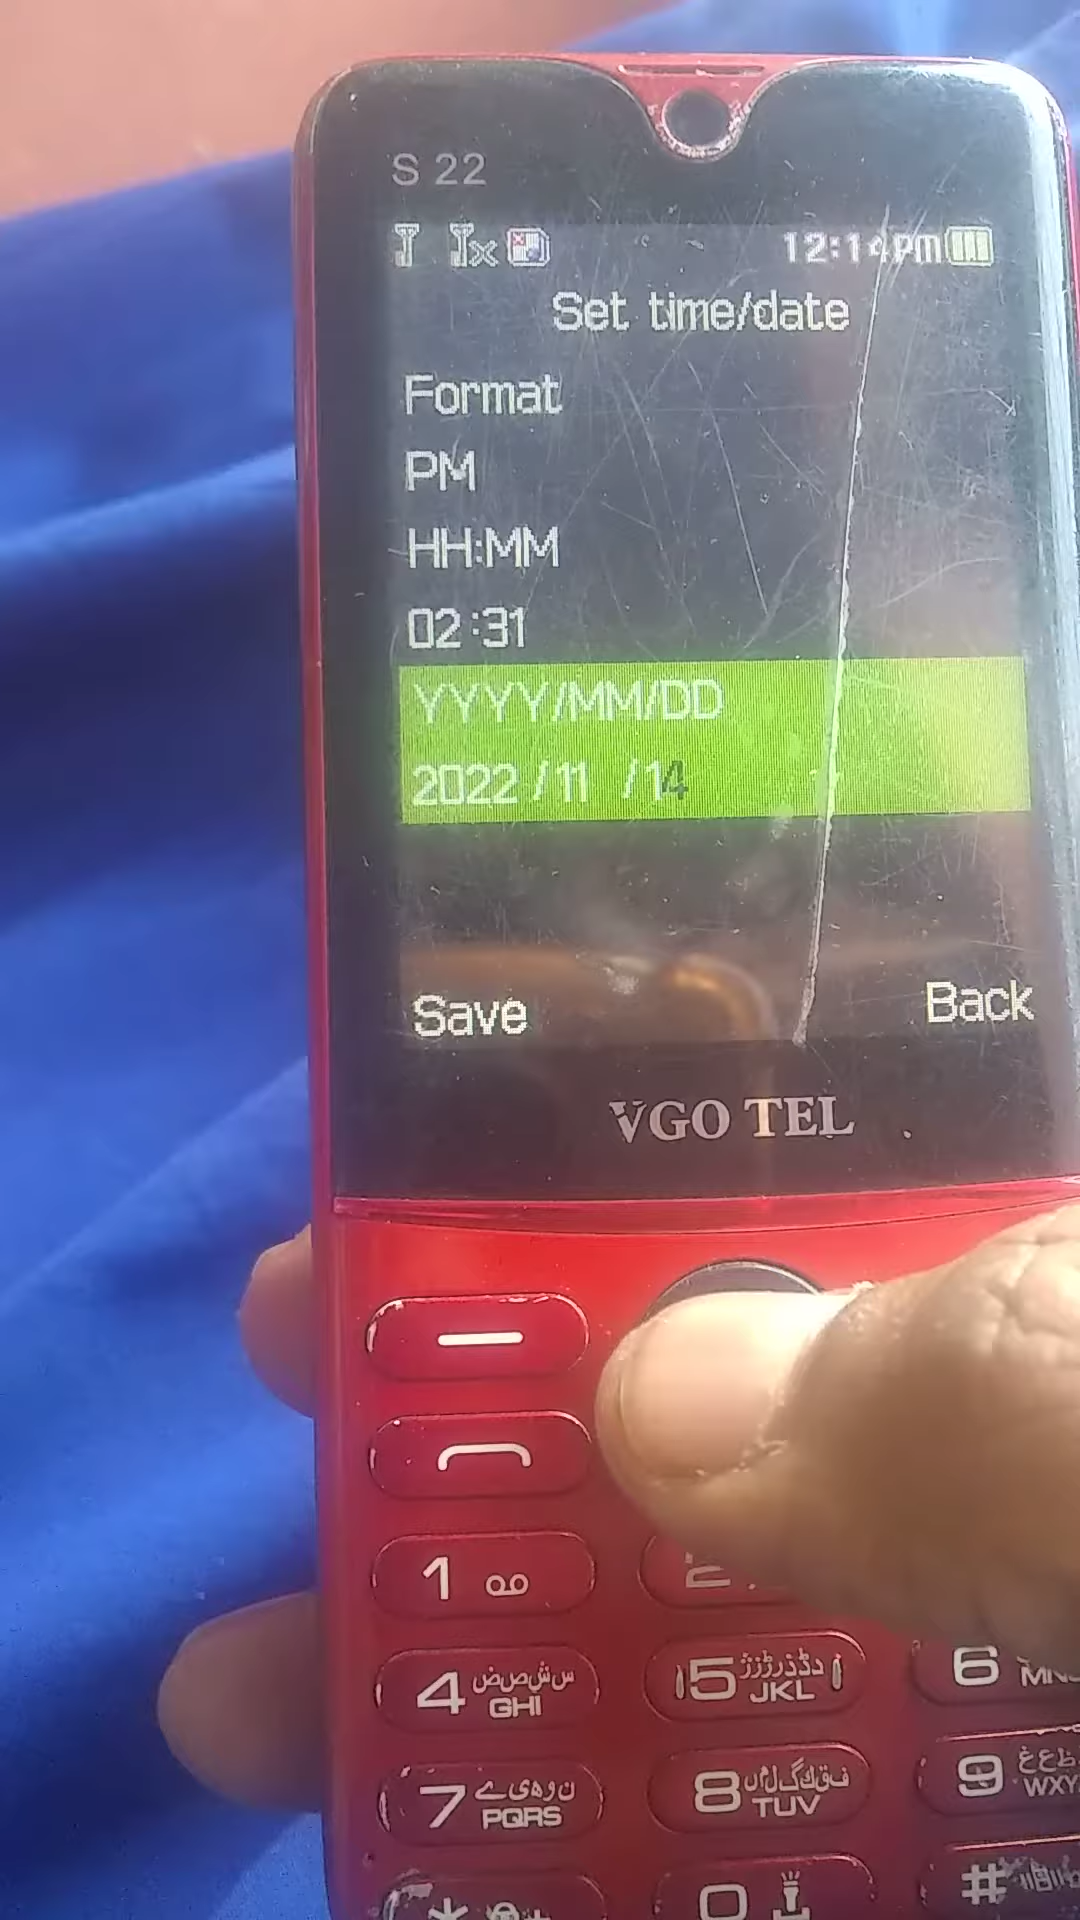 S 22
12:14PM
Set time/date
Format
PM
HH:MM
02:31
YYYY/MM/DD
2022/11 /14
Save Back
VGO TEL
1
4 س ش ص ض
GHI
5 د ڈ ذ ر ڑ ز ژ
JKL
6
7 ن و ہ ی ے
PQRS
8 ف ق ک گ ل م ں
TUV
9 ظ ع غ
WXY
*
0
#